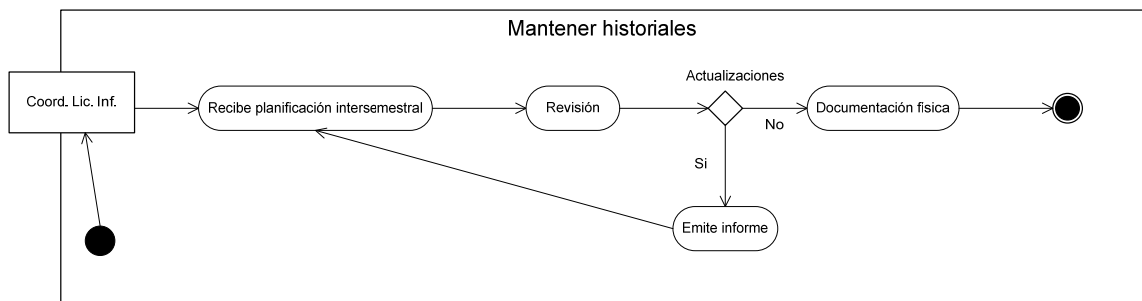 Mantener historiales
Actualizaciones
Coord. Lic. Inf.
Recibe planificación intersemestral
Revisión
Documentación física
No
Si
Emite informe